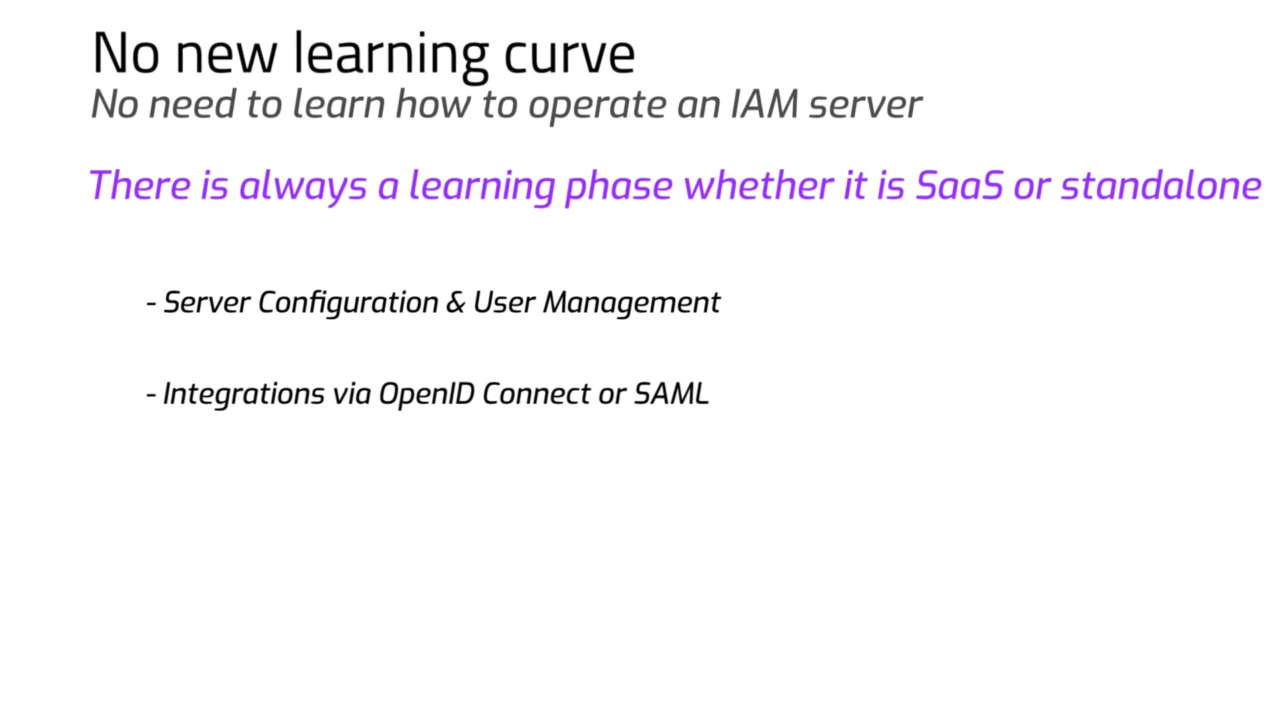 No new learning curve
No need to learn how to operate an IAM server
There is always a learning phase whether it is SaaS or standalone
- Server Configuration & User Management
- Integrations via OpenID Connect or SAML